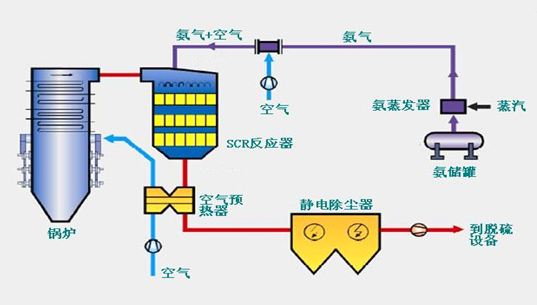 氨气+空气
氨气
空气
氨蒸发器
蒸汽
SCR反应器
氨储罐
空气预
热器
静电除尘器
锅炉
到脱硫
设备
空气